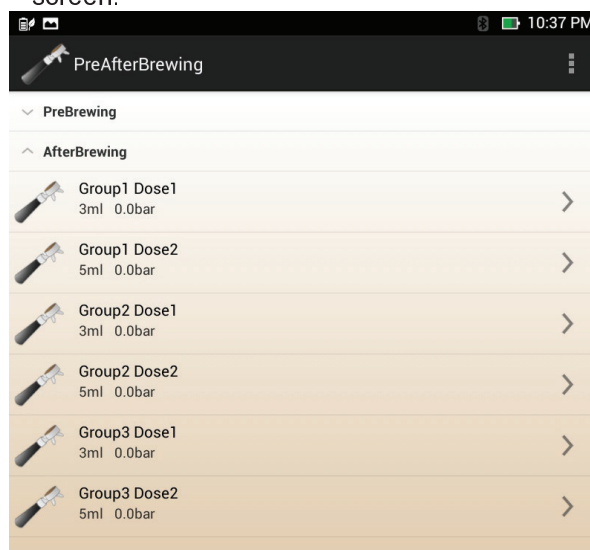 screen.
10:37 PM
PreAfterBrewing
PreBrewing
AfterBrewing
Group1 Dose1
3ml 0.0bar
Group1 Dose2
5ml 0.0bar
Group2 Dose1
3ml 0.0bar
Group2 Dose2
5ml 0.0bar
Group3 Dose1
3ml 0.0bar
Group3 Dose2
5ml 0.0bar